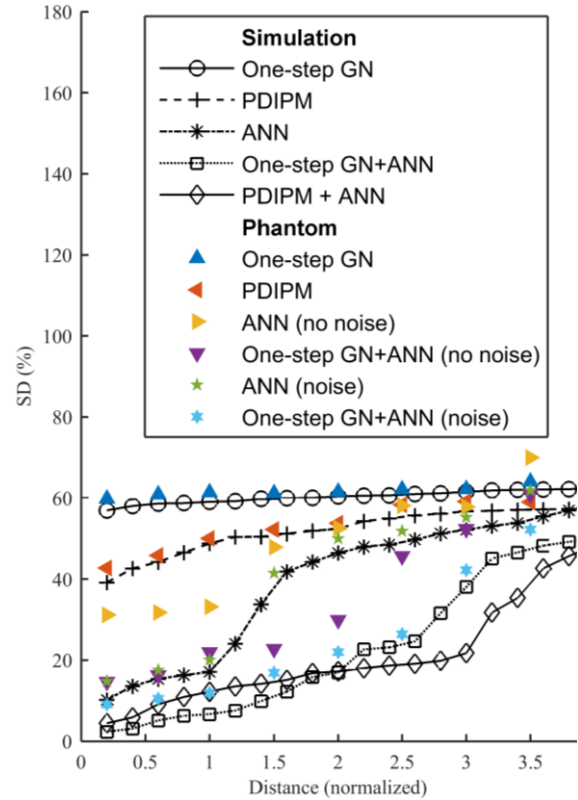 180
160
140
120
100
80
60
40
20
0
SD (%)
Simulation
One-step GN
PDIPM
ANN
One-step GN+ANN
PDIPM + ANN
Phantom
One-step GN
PDIPM
ANN (no noise)
One-step GN+ANN (no noise)
ANN (noise)
One-step GN+ANN (noise)
0 0.5 1 1.5 2 2.5 3 3.5
Distance (normalized)